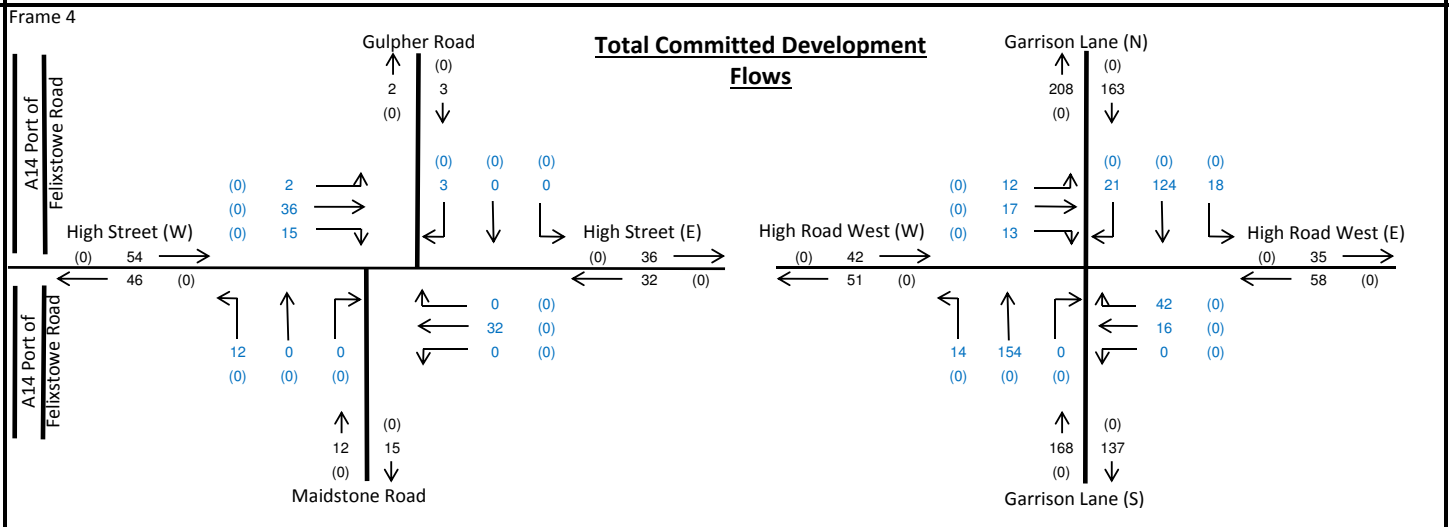 Frame 4
Total Committed Development
Flows
A14 Port of
Felixstowe Road
Gulpher Road
(0)
2 3
(0)
(0) (0) (0)
3 0 0
(0) 2
(0) 36
(0) 15
High Street (W)
(0) 54
46 (0)
High Street (E)
(0) 36
32 (0)
0 (0)
32 (0)
0 (0)
12 0 0
(0) (0) (0)
(0)
12 15
(0)
Maidstone Road
A14 Port of
Felixstowe Road
Garrison Lane (N)
(0)
208 163
(0)
(0) (0) (0)
21 124 18
(0) 12
(0) 17
(0) 13
High Road West (W)
(0) 42
51 (0)
High Road West (E)
(0) 35
58 (0)
42 (0)
16 (0)
0 (0)
14 154 0
(0) (0) (0)
(0)
168 137
(0)
Garrison Lane (S)